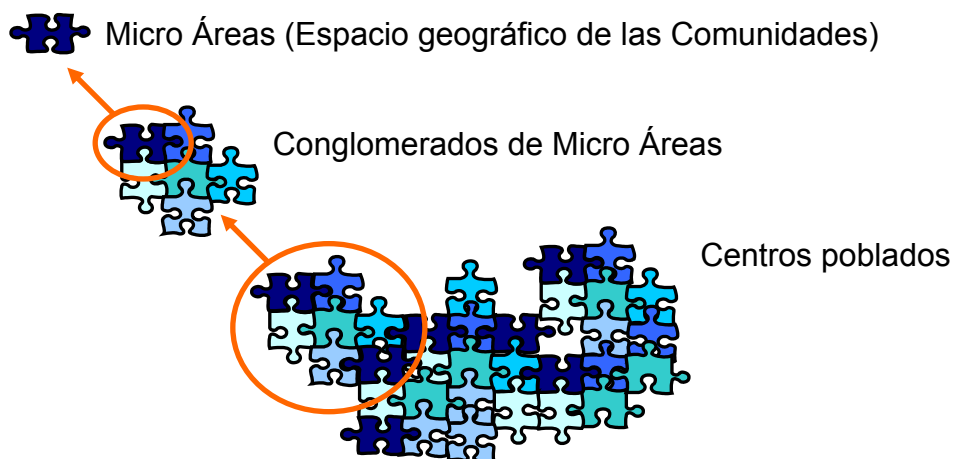 Micro Áreas (Espacio geográfico de las Comunidades)
Conglomerados de Micro Áreas
Centros poblados